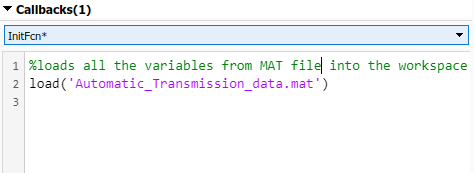 Callbacks(1)
InitFcn*
1 %loads all the variables from MAT file into the workspace
2 load('Automatic_Transmission_data.mat')
3